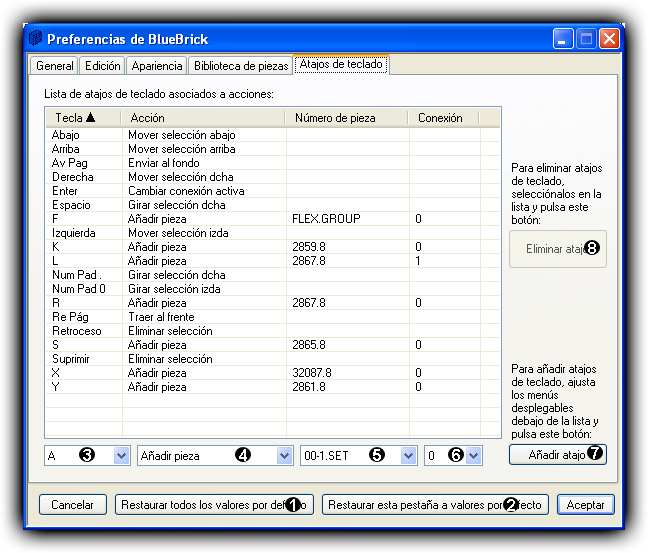 Preferencias de BlueBrick
General Edición Apariencia Biblioteca de piezas Atajos de teclado
Lista de atajos de teclado asociados a acciones:
Tecla Acción Número de pieza Conexión
Abajo Mover selección abajo
Arriba Mover selección arriba
Av Pag Enviar al fondo
Derecha Mover selección dcha
Enter Cambiar conexión activa
Espacio Girar selección dcha
F Añadir pieza FLEX.GROUP 0
Izquierda Mover selección izda
K Añadir pieza 2859.8 0
L Añadir pieza 2867.8 1
Num Pad . Girar selección dcha
Num Pad 0 Girar selección izda
R Añadir pieza 2867.8 0
Re Pág Traer al frente
Retroceso Eliminar selección
S Añadir pieza 2865.8 0
Suprimir Eliminar selección
X Añadir pieza 32087.8 0
Y Añadir pieza 2861.8 0
Para eliminar atajos
de teclado,
selecciónalos en la
lista y pulsa este
botón:
Eliminar atajo 8
Para añadir atajos
de teclado, ajusta
los menús
desplegables
debajo de la lista y
pulsa este botón:
A 3 Añadir pieza 4 00-1.SET 5 0 6 Añadir atajo 7
Cancelar Restaurar todos los valores por defecto 1 Restaurar esta pestaña a valores por defecto 2 Aceptar